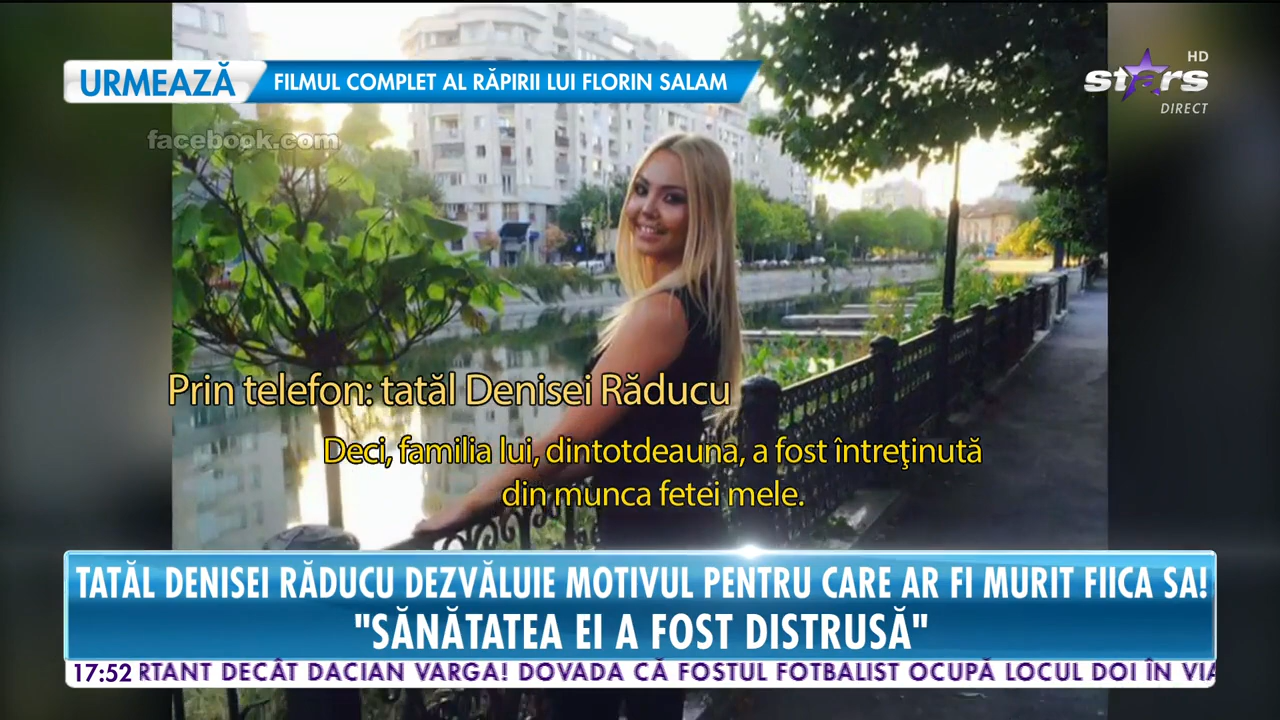 URMEAZĂ
FILMUL COMPLET AL RĂPIRII LUI FLORIN SALAM
HD
stars
DIRECT
facebook.com
Prin telefon: tatăl Denisei Răducu
Deci, familia lui, dintotdeauna, a fost întreţinută
din munca fetei mele.
TATĂL DENISEI RĂDUCU DEZVĂLUIE MOTIVUL PENTRU CARE AR FI MURIT FIICA SA!
"SĂNĂTATEA EI A FOST DISTRUSĂ"
17:52 RTANT DECÂT DACIAN VARGA! DOVADA CĂ FOSTUL FOTBALIST OCUPĂ LOCUL DOI ÎN VIA